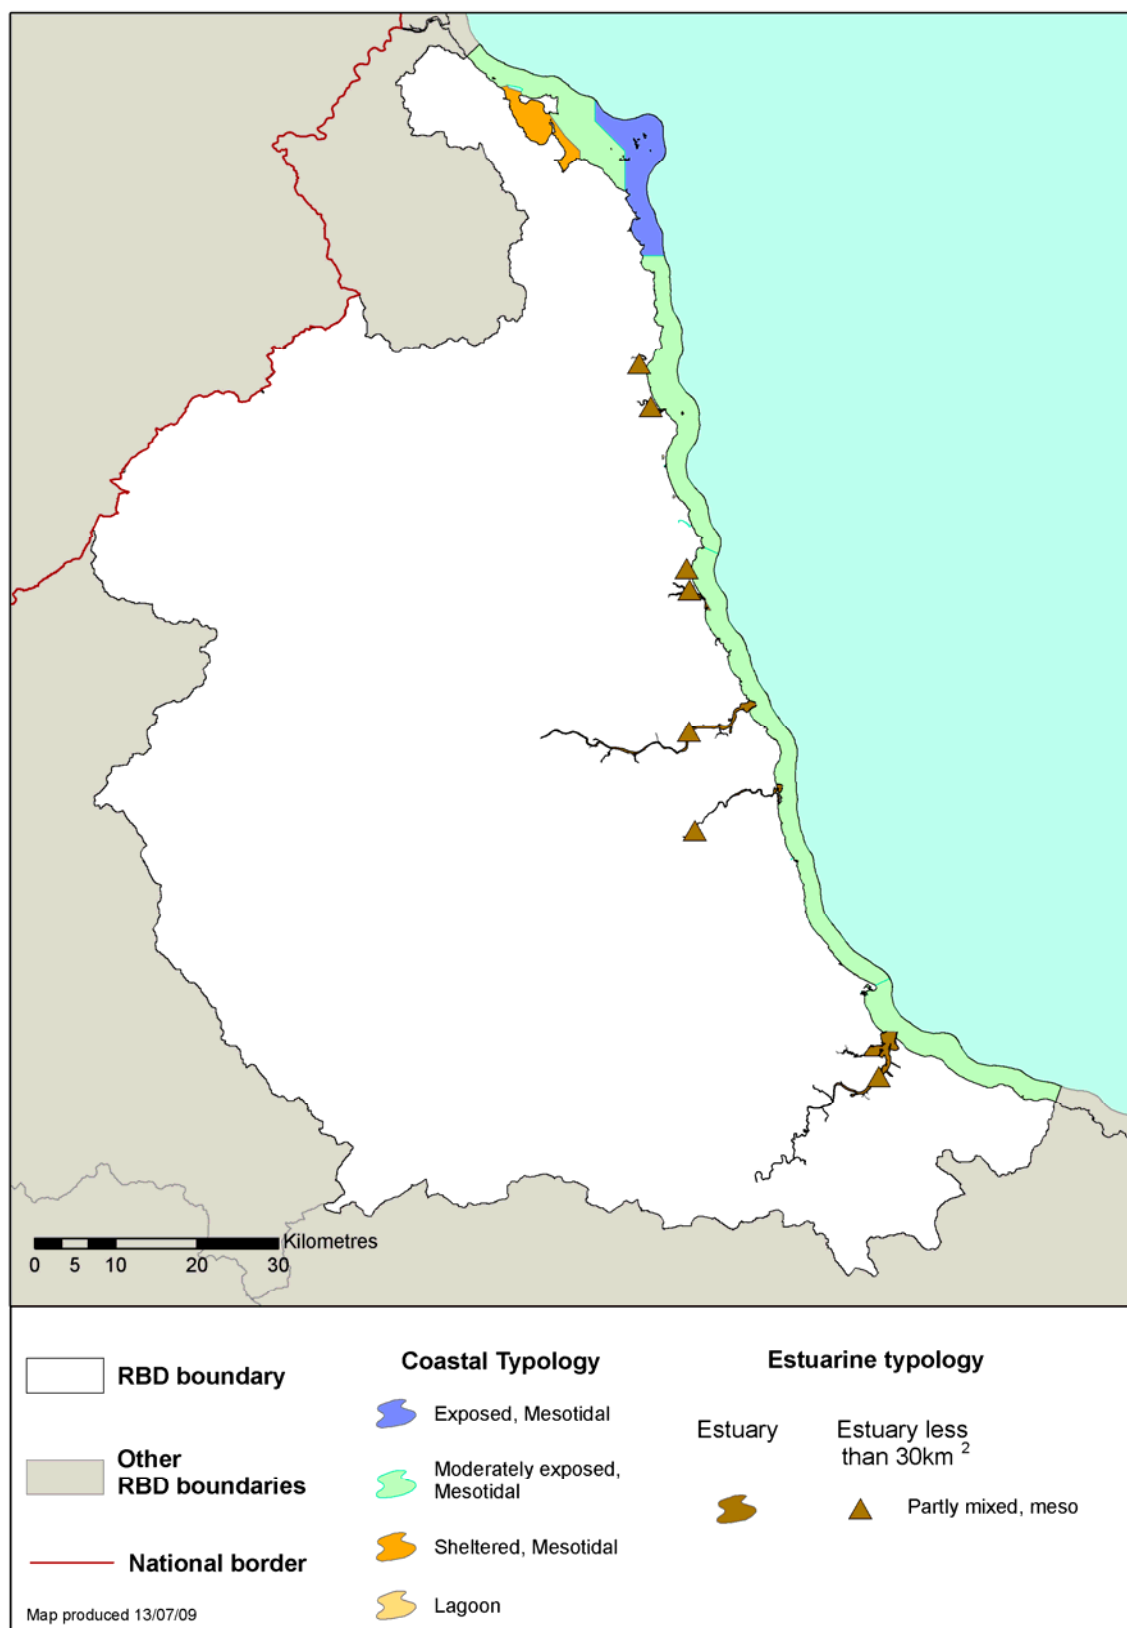 Kilometres
0 5 10 20 30
RBD boundary
Other
RBD boundaries
National border
Map produced 13/07/09
Coastal Typology
Exposed, Mesotidal
Moderately exposed,
Mesotidal
Sheltered, Mesotidal
Lagoon
Estuarine typology
Estuary
Estuary less
than 30km ²
Partly mixed, meso